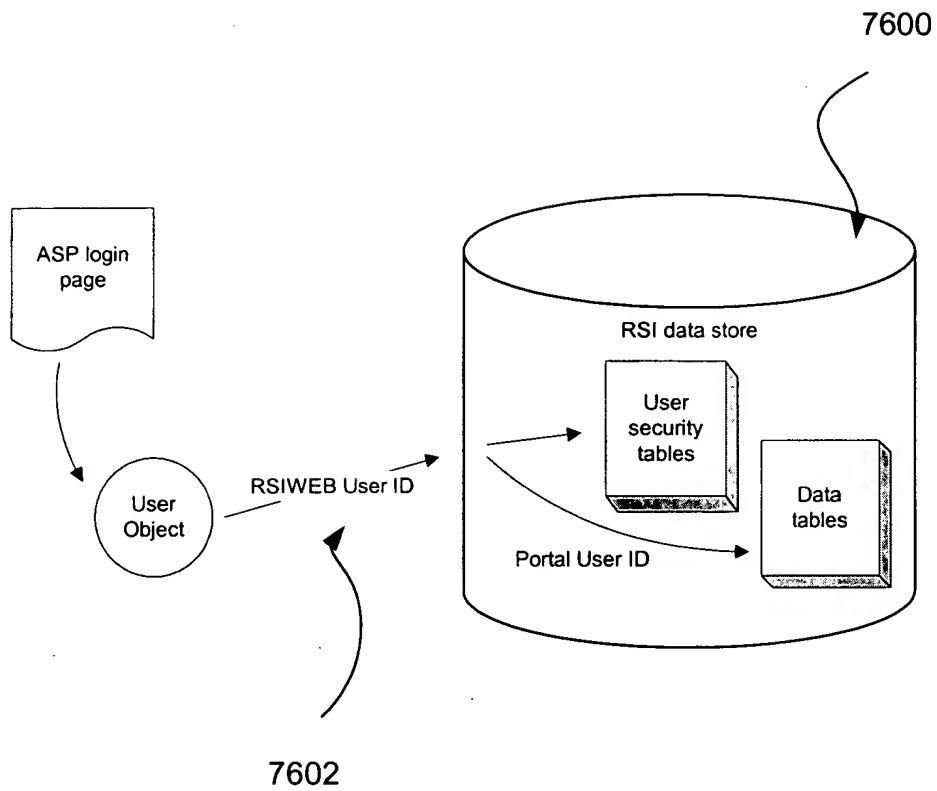 7600
ASP login
page
RSI data store
User
security
tables
RSIWEB User ID
User
Object
Data
tables
Portal User ID
7602